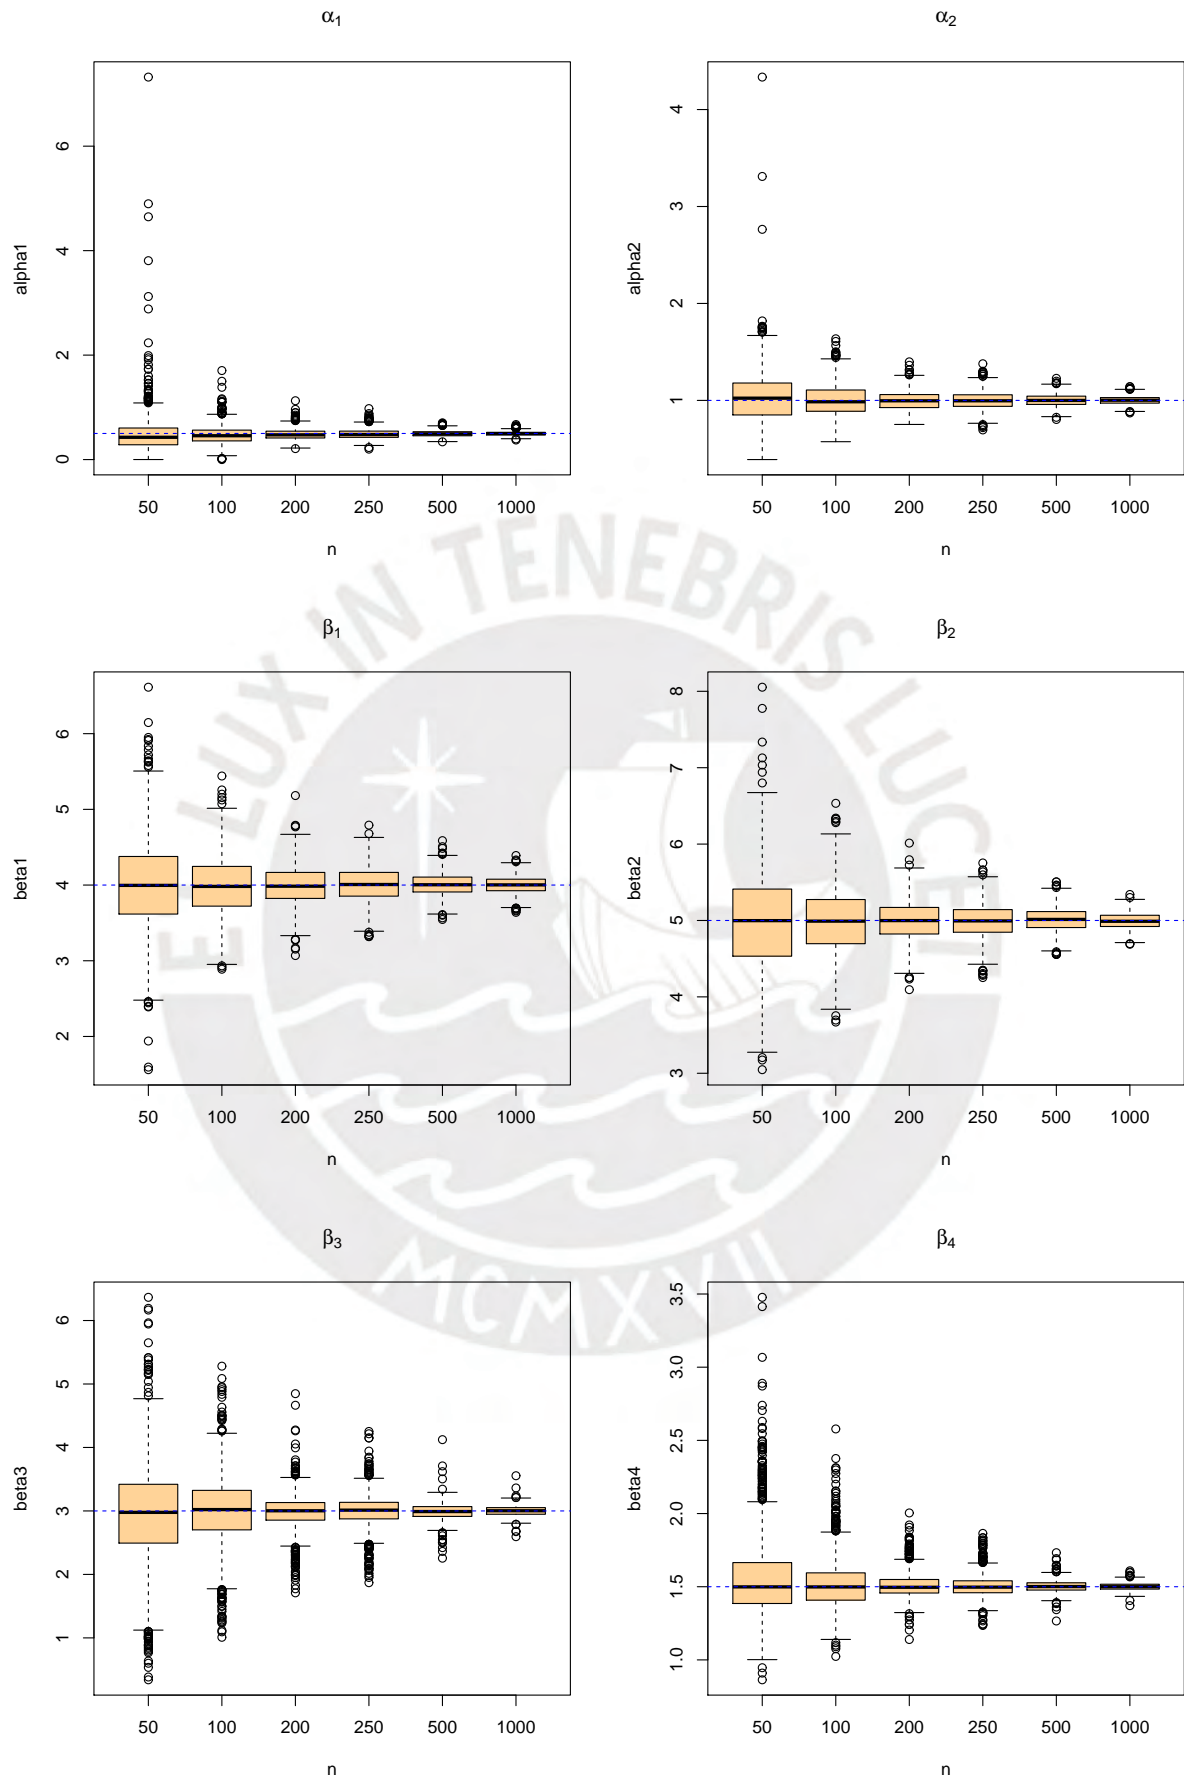 α1 α2
alpha1
0 2 4 6
50 100 200 250 500 1000
n
alpha2
1 2 3 4
50 100 200 250 500 1000
n
β1 β2
beta1
2 3 4 5 6
50 100 200 250 500 1000
n
beta2
3 4 5 6 7 8
50 100 200 250 500 1000
n
β3 β4
beta3
1 2 3 4 5 6
50 100 200 250 500 1000
n
beta4
1.0 1.5 2.0 2.5 3.0 3.5
50 100 200 250 500 1000
n
E LUX IN TENEBRIS LUCET
MCMXVII